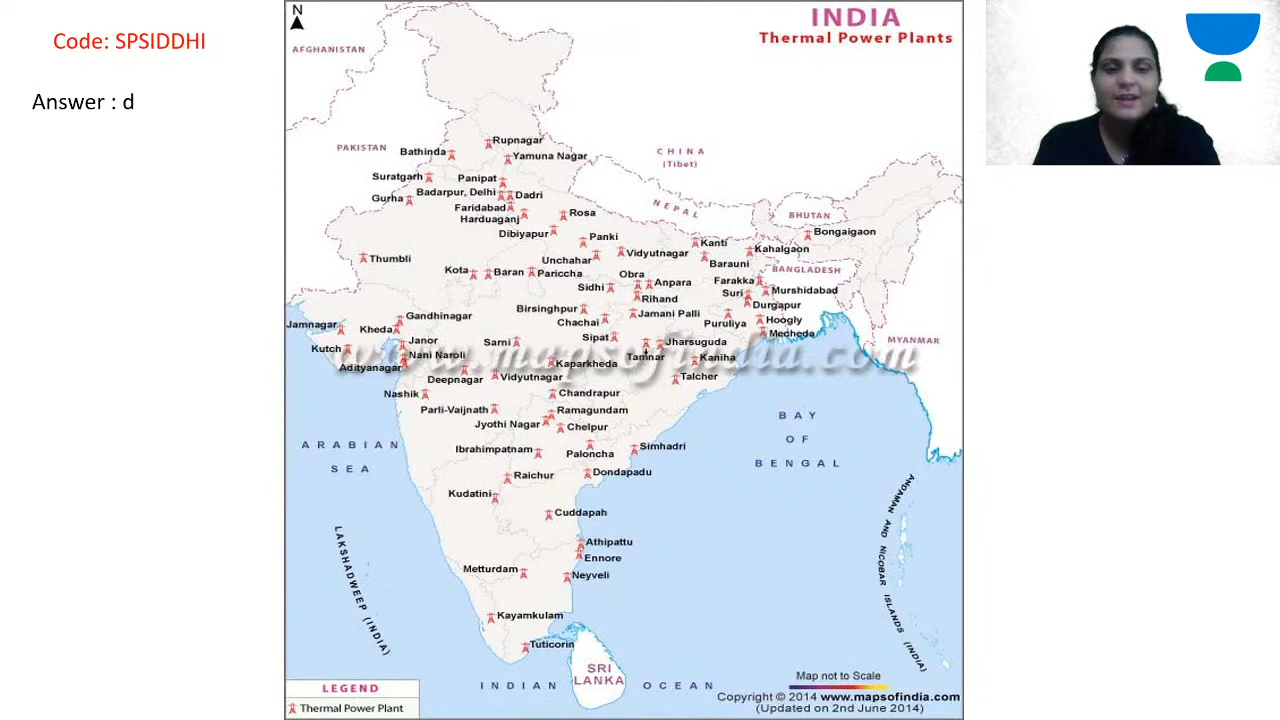 Code: SPSIDDHI
Answer : d
N
INDIA
Thermal Power Plants
AFGHANISTAN
PAKISTAN
CHINA
(Tibet)
NEPAL
BHUTAN
BANGLADESH
MYANMAR
Rupnagar
Bathinda
Yamuna Nagar
Suratgarh
Panipat
Badarpur, Delhi
Dadri
Gurha
Faridabad
Harduaganj
Rosa
Dibiyapur
Panki
Kanti
Bongaigaon
Kahalgaon
Unchahar
Vidyutnagar
Thumbli
Barauni
Kota
Baran
Pariccha
Obra
Anpara
Farakka
Sidhi
Suri
Murshidabad
Rihand
Durgapur
Birsinghpur
Jamani Palli
Gandhinagar
Chachai
Puruliya
Hoogly
Jamnagar
Kheda
Mecheda
Janor
Sarni
Sipat
Jharsuguda
Kutch
Nani Naroli
Tamnar
Kaniha
www.mapsofindia.com
Adityanagar
Kaparkheda
Deepnagar
Vidyutnagar
Talcher
Nashik
Chandrapur
Parli-Vaijnath
Ramagundam
Jyothi Nagar
Chelpur
Ibrahimpatnam
Paloncha
Simhadri
Raichur
Dondapadu
Kudatini
Cuddapah
Athipattu
Ennore
Metturdam
Neyveli
Kayamkulam
Tuticorin
ARABIAN
SEA
BAY
OF
BENGAL
LAKSHADWEEP (INDIA)
ANDAMAN AND NICOBAR ISLANDS (INDIA)
SRI
LANKA
INDIAN OCEAN
LEGEND
Thermal Power Plant
Map not to Scale
Copyright © 2014 www.mapsofindia.com
(Updated on 2nd June 2014)